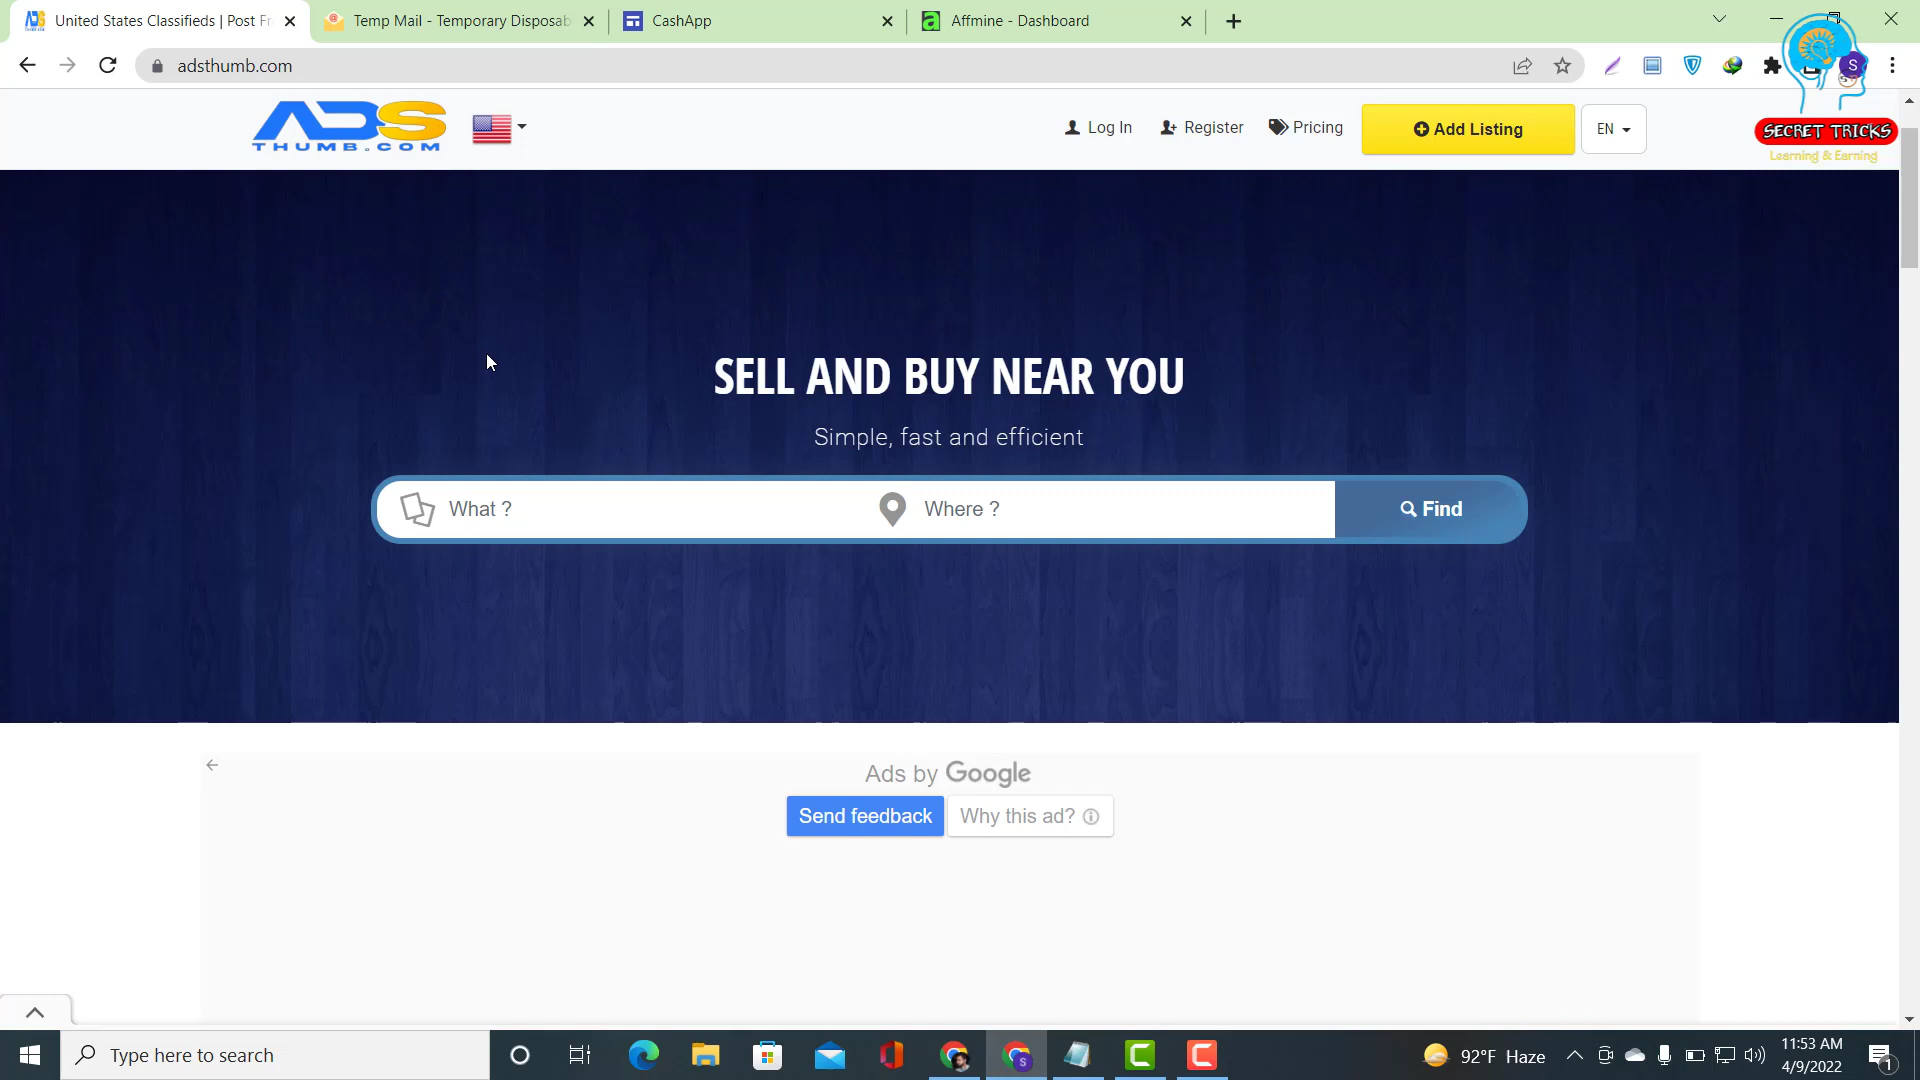 United States Classifieds | Post Fr
Temp Mail - Temporary Disposab
CashApp
Affmine - Dashboard
adsthumb.com
S
ADS
THUMB.COM
Log In
Register
Pricing
Add Listing
EN
SECRET TRICKS
Learning & Earning
SELL AND BUY NEAR YOU
Simple, fast and efficient
What ?
Where ?
Find
Ads by Google
Send feedback
Why this ad?
Type here to search
92°F Haze
11:53 AM
4/9/2022
1